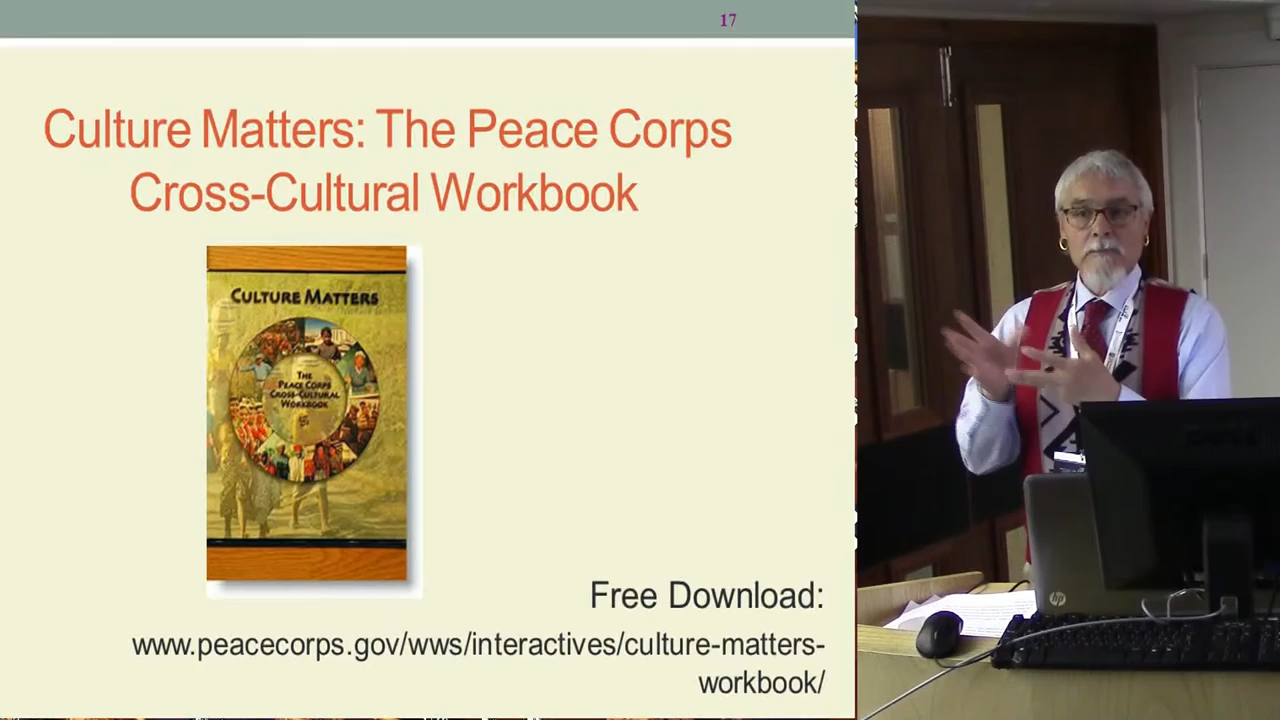 17
Culture Matters: The Peace Corps
Cross-Cultural Workbook
CULTURE MATTERS
THE
PEACE CORPS
CROSS-CULTURAL
WORKBOOK
Free Download:
www.peacecorps.gov/wws/interactives/culture-matters-
workbook/
hp